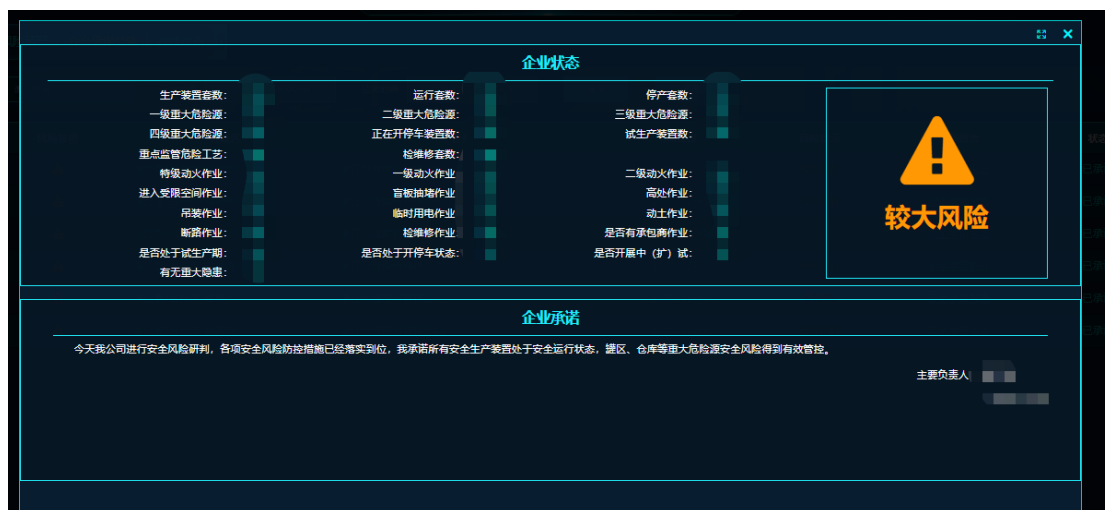 企业状态
生产装置套数: 运行套数: 停产套数:
一级重大危险源: 二级重大危险源: 三级重大危险源:
四级重大危险源: 正在开停车装置数: 试生产装置数:
重点监管危险工艺: 检维修套数:
特级动火作业: 一级动火作业 二级动火作业:
进入受限空间作业: 盲板抽堵作业 高处作业:
吊装作业: 临时用电作业 动土作业:
断路作业: 检维修作业 是否有承包商作业:
是否处于试生产期: 是否处于开停车状态: 是否开展中（扩）试:
有无重大隐患:
较大风险
企业承诺
今天我公司进行安全风险研判，各项安全风险防控措施已经落实到位，我承诺所有安全生产装置处于安全运行状态，罐区、仓库等重大危险源安全风险得到有效管控。
主要负责人